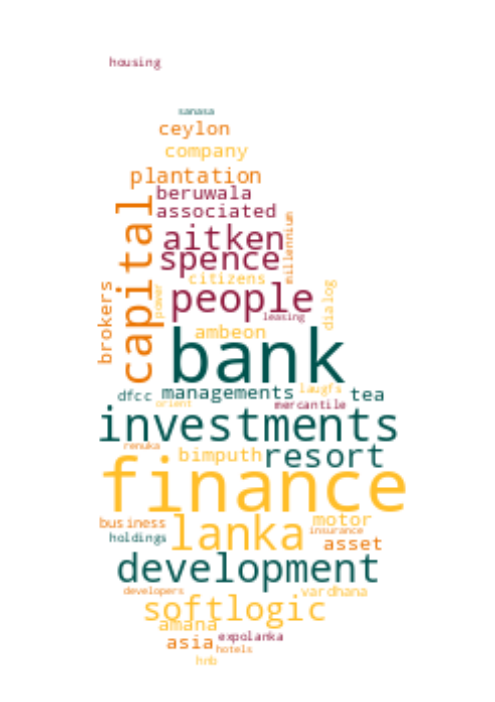 housing
sanasa
ceylon
company
plantation
beruwala
associated
capital
millennium
aitken
spence
citizens
power
people
dialog
brokers
leasing
ambeon
bank
dfcc
managements
laugfs
tea
orient
mercantile
investments
renuka
bimputh
resort
finance
business
lanka
motor
insurance
holdings
asset
development
developers
vardhana
softlogic
amana
asia
expolanka
hotels
hnb